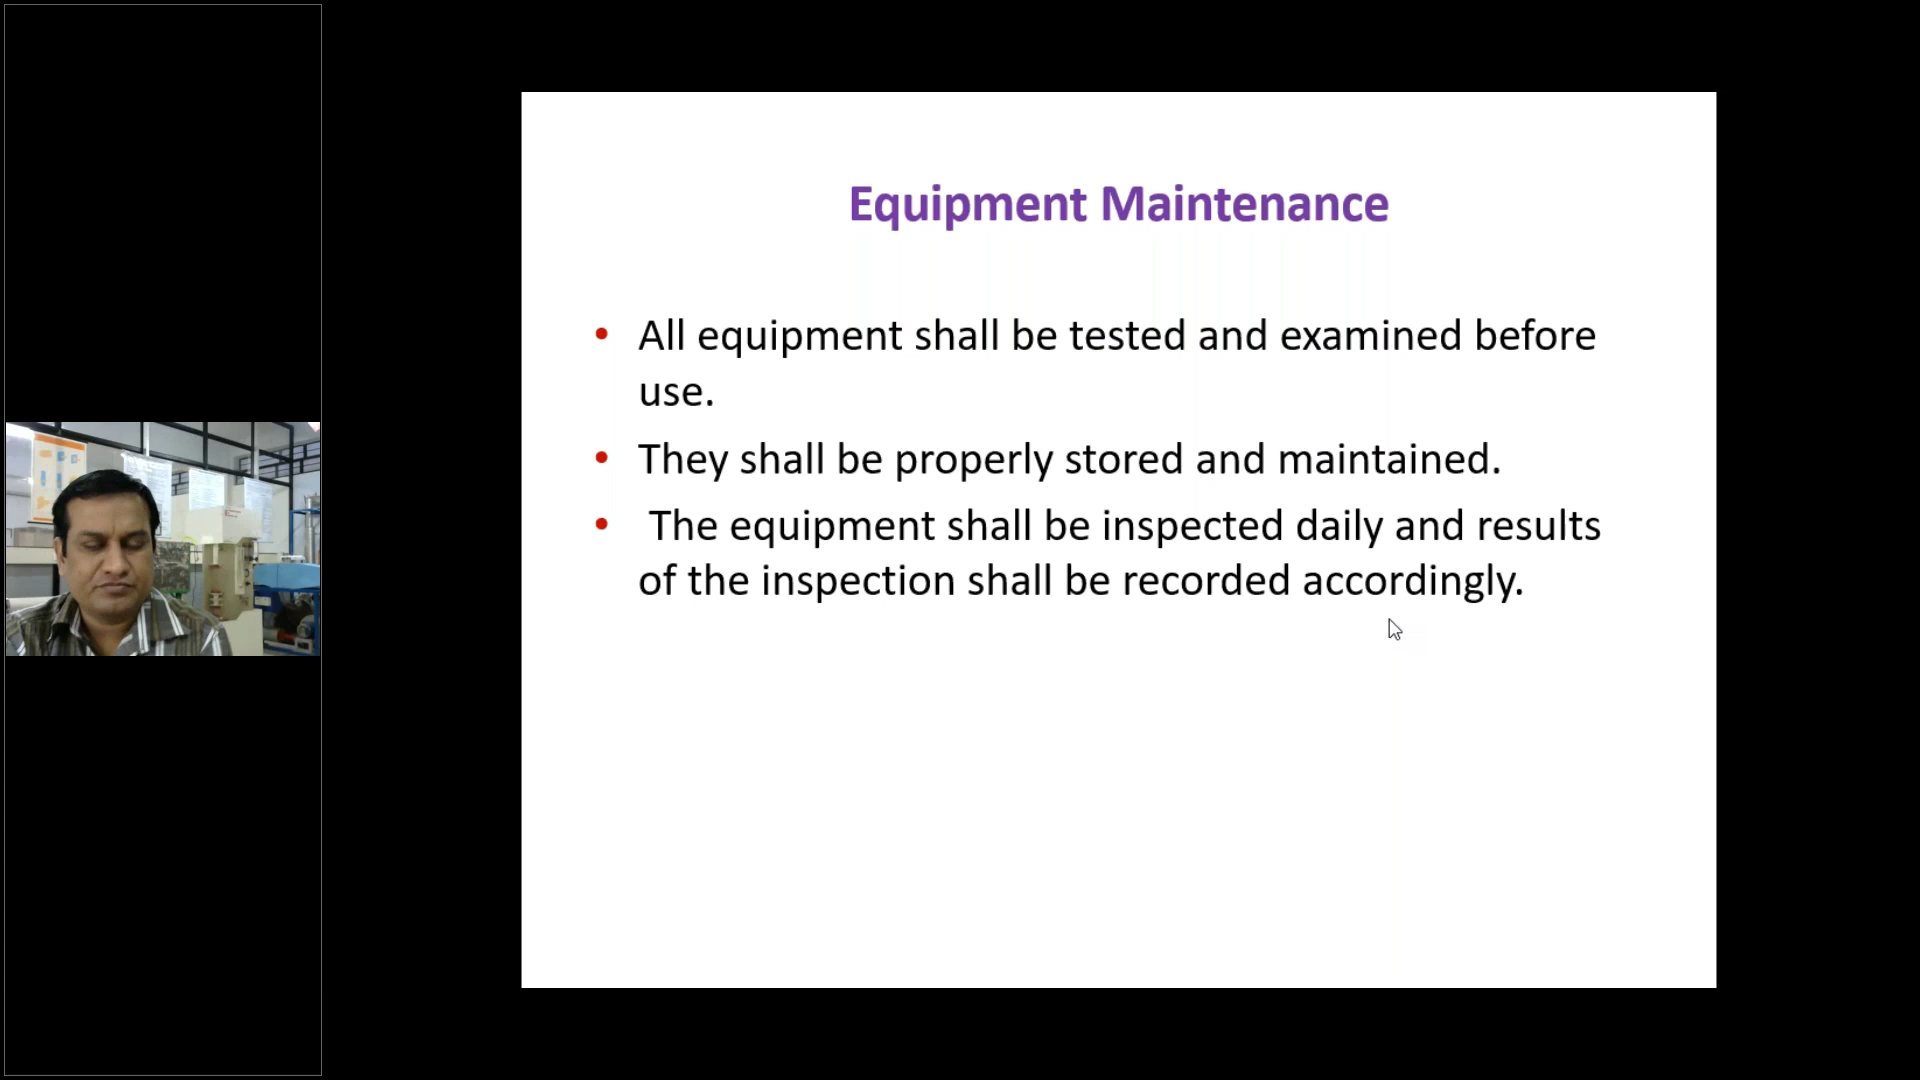 Equipment Maintenance
• All equipment shall be tested and examined before
use.
• They shall be properly stored and maintained.
• The equipment shall be inspected daily and results
of the inspection shall be recorded accordingly.